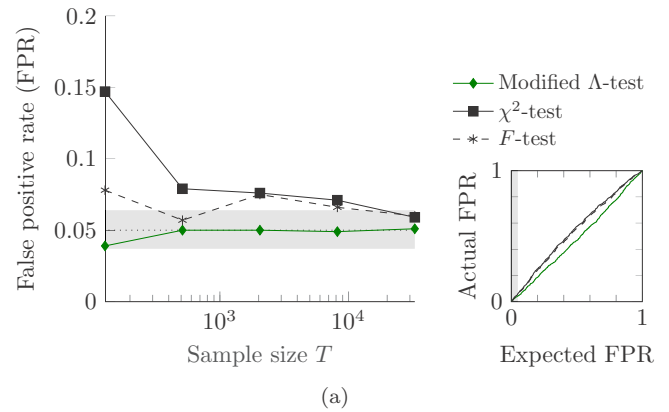 0.2
0.15
0.1
0.05
0
False positive rate (FPR)
10³
10⁴
Sample size T
Modified Λ-test
χ²-test
F-test
1
0
Actual FPR
0
1
Expected FPR
(a)